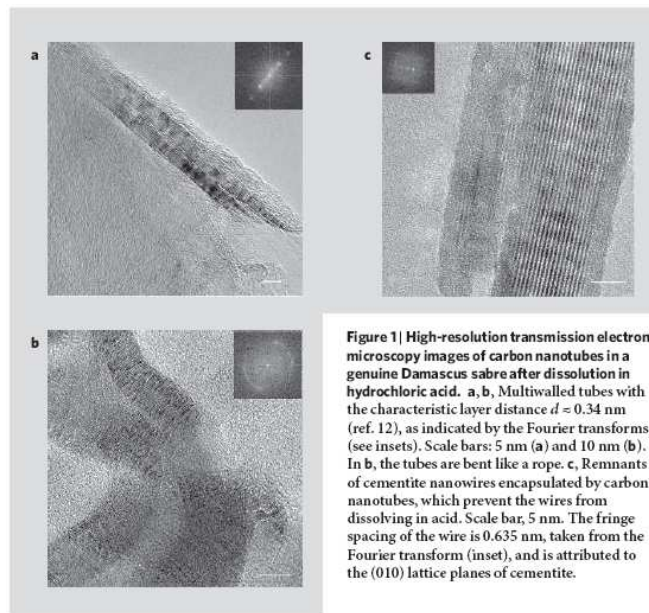 a
c
b
Figure 1 | High-resolution transmission electron
microscopy images of carbon nanotubes in a
genuine Damascus sabre after dissolution in
hydrochloric acid. a, b, Multiwalled tubes with
the characteristic layer distance d ≈ 0.34 nm
(ref. 12), as indicated by the Fourier transforms
(see insets). Scale bars: 5 nm (a) and 10 nm (b).
In b, the tubes are bent like a rope. c, Remnants
of cementite nanowires encapsulated by carbon
nanotubes, which prevent the wires from
dissolving in acid. Scale bar, 5 nm. The fringe
spacing of the wire is 0.635 nm, taken from the
Fourier transform (inset), and is attributed to
the (010) lattice planes of cementite.